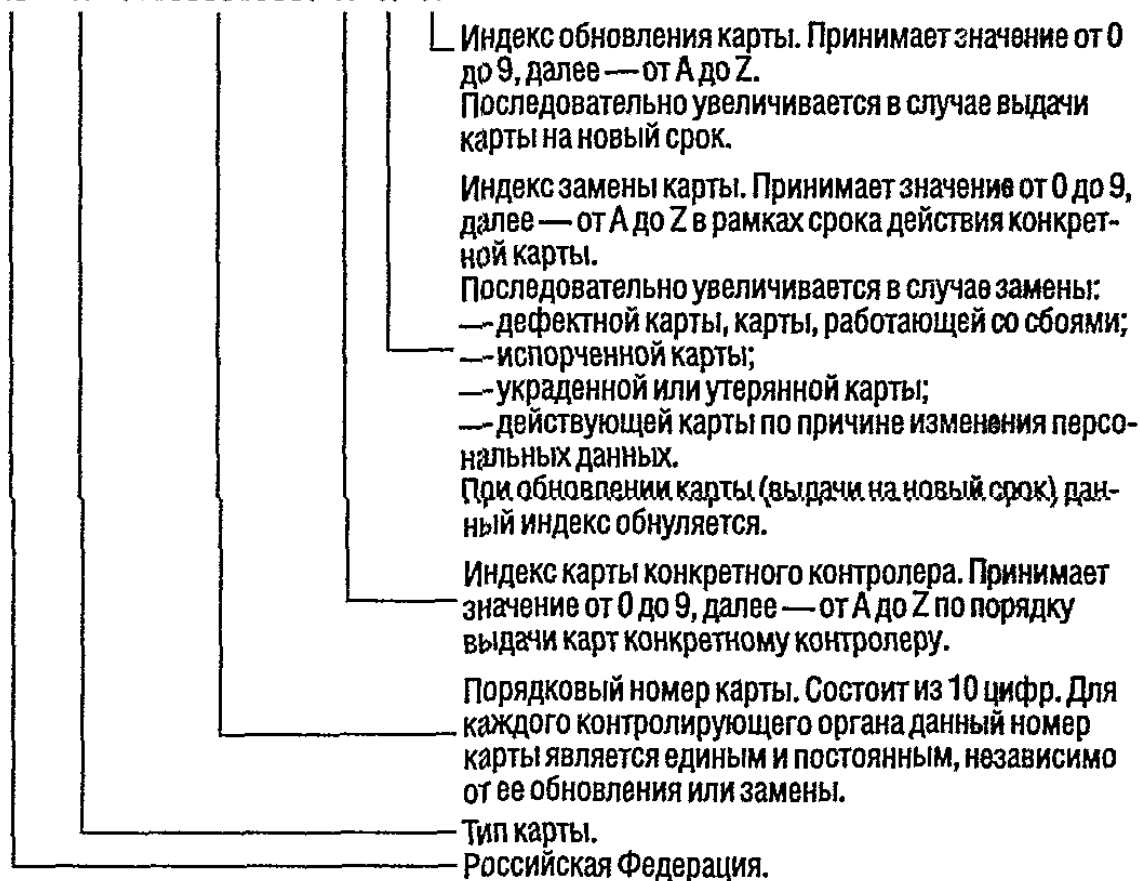 Индекс обновления карты. Принимает значение от 0
до 9, далее — от А до Z.
Последовательно увеличивается в случае выдачи
карты на новый срок.
Индекс замены карты. Принимает значение от 0 до 9,
далее — от А до Z в рамках срока действия конкрет-
ной карты.
Последовательно увеличивается в случае замены:
— дефектной карты, карты, работающей со сбоями;
— испорченной карты;
— украденной или утерянной карты;
— действующей карты по причине изменения персо-
нальных данных.
При обновлении карты (выдачи на новый срок) дан-
ный индекс обнуляется.
Индекс карты конкретного контролера. Принимает
значение от 0 до 9, далее — от А до Z по порядку
выдачи карт конкретному контролеру.
Порядковый номер карты. Состоит из 10 цифр. Для
каждого контролирующего органа данный номер
карты является единым и постоянным, независимо
от ее обновления или замены.
Тип карты.
Российская Федерация.